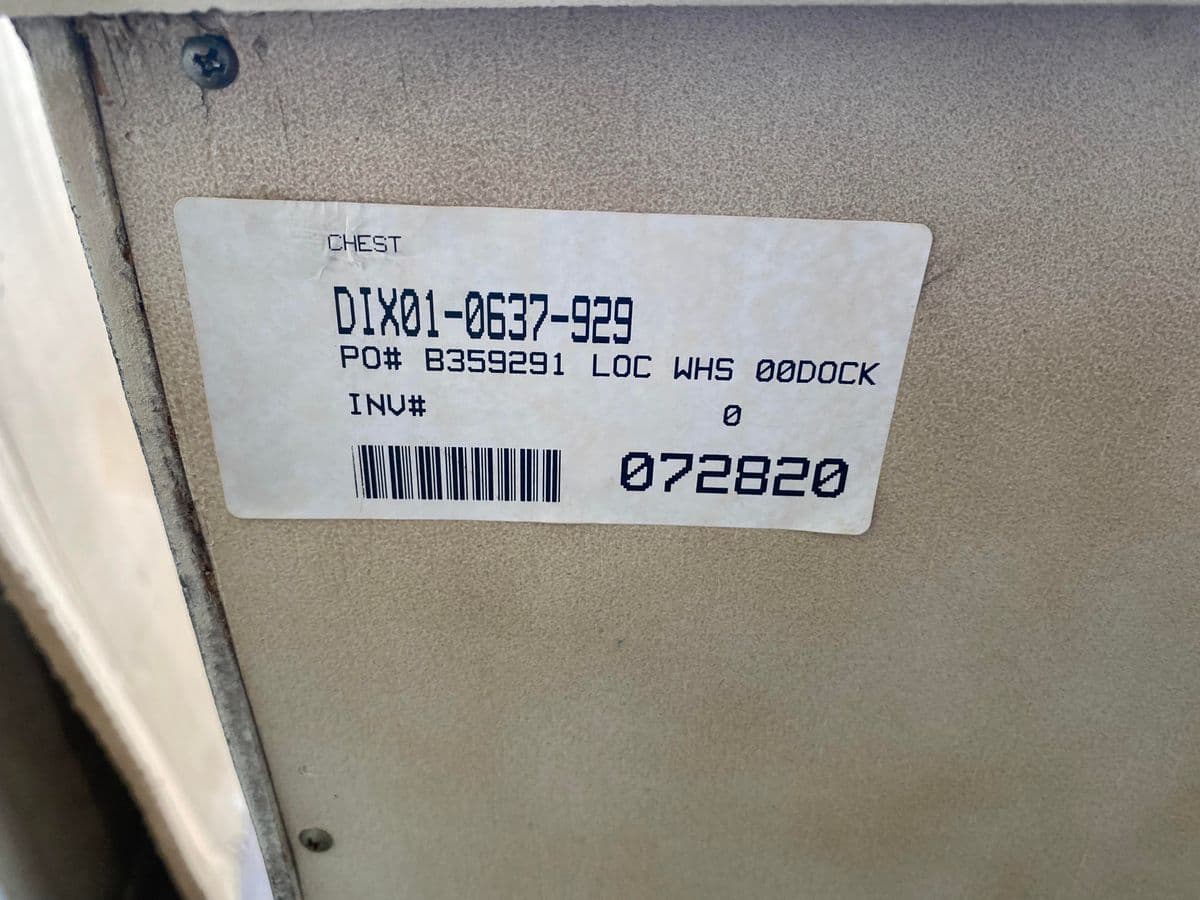 CHEST
DIX01-0637-929
PO# B359291 LOC WHS 00DOCK
INV# 0
072820